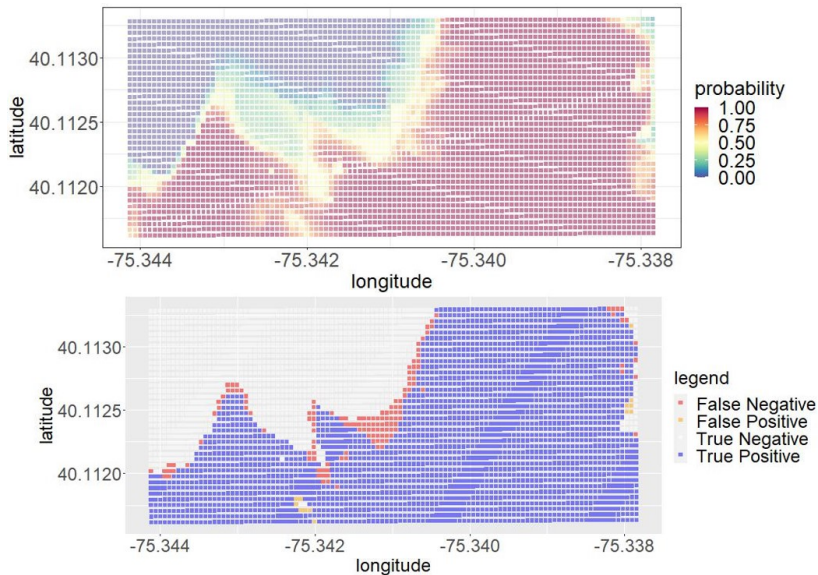 40.1130
40.1125
40.1120
latitude
-75.344
-75.342
-75.340
-75.338
longitude
probability
1.00
0.75
0.50
0.25
0.00
40.1130
40.1125
40.1120
latitude
-75.344
-75.342
-75.340
-75.338
longitude
legend
False Negative
False Positive
True Negative
True Positive